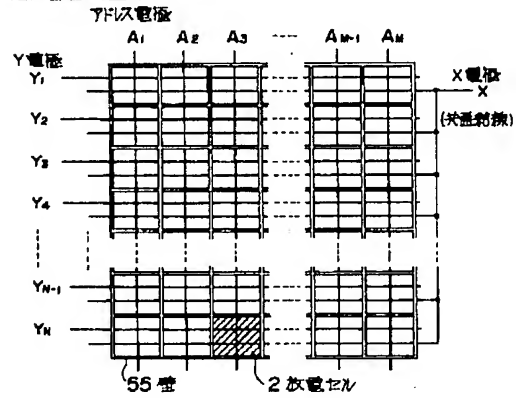 アドレス電極
A1 A2 A3 AM-1 AM
Y電極
X電極
Y1
X
(共通結線)
Y2
Y3
Y4
YN-1
YN
55 壁
2 放電セル